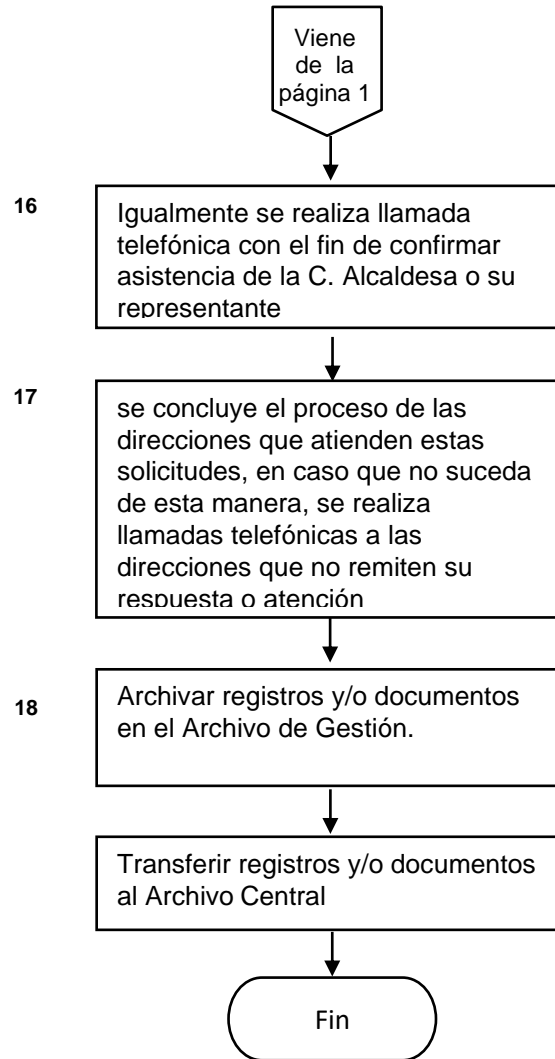 Viene
de la
página 1
16
Igualmente se realiza llamada
telefónica con el fin de confirmar
asistencia de la C. Alcaldesa o su
representante
17
se concluye el proceso de las
direcciones que atienden estas
solicitudes, en caso que no suceda
de esta manera, se realiza
llamadas telefónicas a las
direcciones que no remiten su
respuesta o atención
18
Archivar registros y/o documentos
en el Archivo de Gestión.
Transferir registros y/o documentos
al Archivo Central
Fin